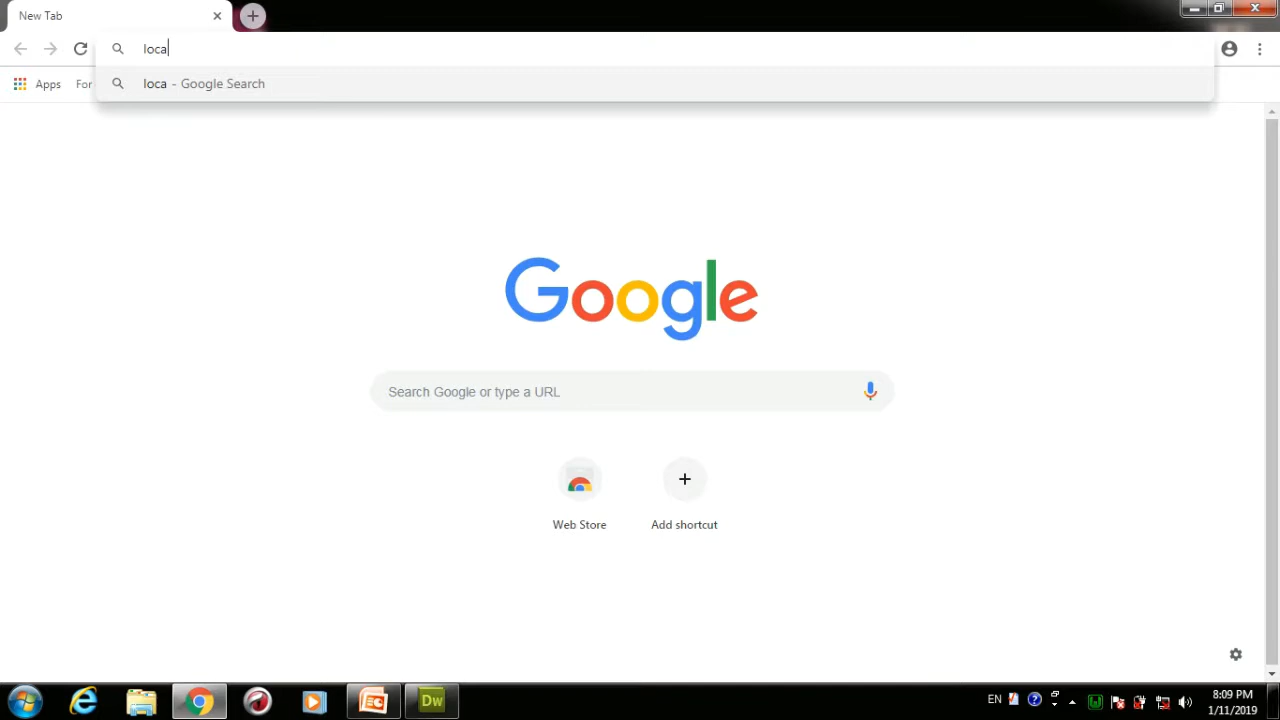 New Tab
loca
Apps For
loca - Google Search
Google
Search Google or type a URL
Web Store
Add shortcut
Dw
EN
8:09 PM
1/11/2019